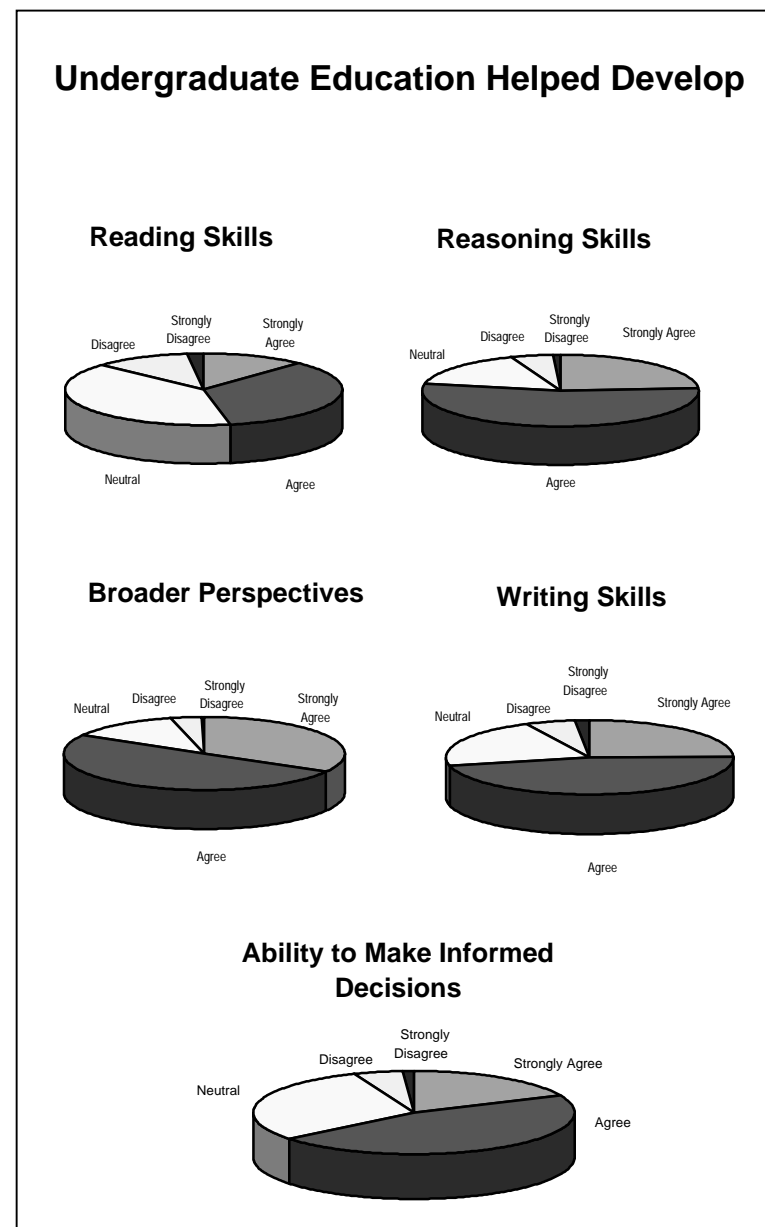 Undergraduate Education Helped Develop
Reading Skills
Strongly
Disagree
Strongly
Agree
Disagree
Neutral
Agree
Reasoning Skills
Strongly
Disagree
Disagree
Strongly Agree
Neutral
Agree
Broader Perspectives
Strongly
Disagree
Disagree
Strongly
Agree
Neutral
Agree
Writing Skills
Strongly
Disagree
Disagree
Strongly Agree
Neutral
Agree
Ability to Make Informed
Decisions
Strongly
Disagree
Disagree
Strongly Agree
Neutral
Agree